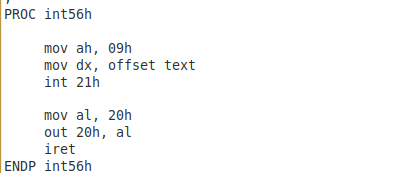 PROC int56h
mov ah, 09h
mov dx, offset text
int 21h
mov al, 20h
out 20h, al
iret
ENDP int56h